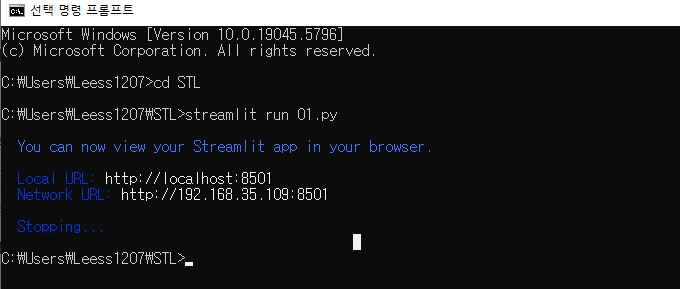 선택 명령 프롬프트
Microsoft Windows [Version 10.0.19045.5796]
(c) Microsoft Corporation. All rights reserved.
C:₩Users₩Leess1207>cd STL
C:₩Users₩Leess1207₩STL>streamlit run 01.py
You can now view your Streamlit app in your browser.
Local URL: http://localhost:8501
Network URL: http://192.168.35.109:8501
Stopping...
C:₩Users₩Leess1207₩STL>